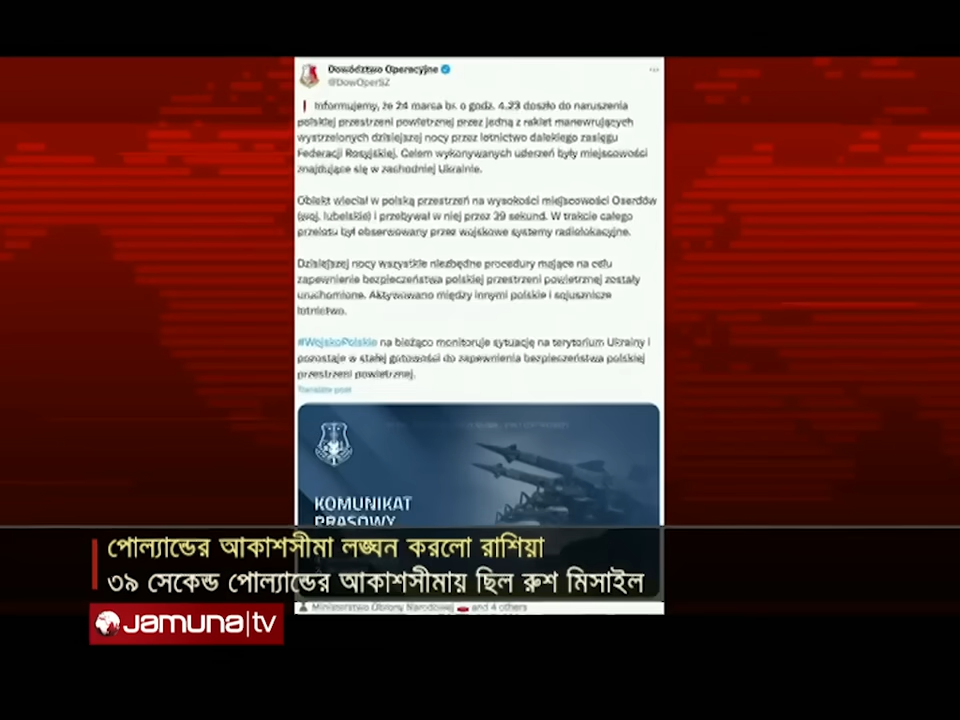 Dowództwo Operacyjne
@DowOperSZ
Informujemy, że 24 marca br. o godz. 4.23 doszło do naruszenia
polskiej przestrzeni powietrznej przez jedną z rakiet manewrujących
wystrzelonych dzisiejszej nocy przez lotnictwo dalekiego zasięgu
Federacji Rosyjskiej. Celem wykonywanych uderzeń były miejscowości
znajdujące się w zachodniej Ukrainie.
Obiekt wleciał w polską przestrzeń na wysokości miejscowości Oserdów
(woj. lubelskie) i przebywał w niej przez 39 sekund. W trakcie całego
przelotu był obserwowany przez wojskowe systemy radiolokacyjne.
Dzisiejszej nocy wszystkie niezbędne procedury mające na celu
zapewnienie bezpieczeństwa polskiej przestrzeni powietrznej zostały
uruchomione. Aktywowano między innymi polskie i sojusznicze
lotnictwo.
#WojskoPolskie na bieżąco monitoruje sytuację na terytorium Ukrainy i
pozostaje w stałej gotowości do zapewnienia bezpieczeństwa polskiej
przestrzeni powietrznej.
Translate post
KOMUNIKAT
PRASOWY
পোল্যান্ডের আকাশসীমা লঙ্ঘন করলো রাশিয়া
৩৯ সেকেন্ড পোল্যান্ডের আকাশসীমায় ছিল রুশ মিসাইল
Ministerstwo Obrony Narodowej and 4 others
Jamuna|tv